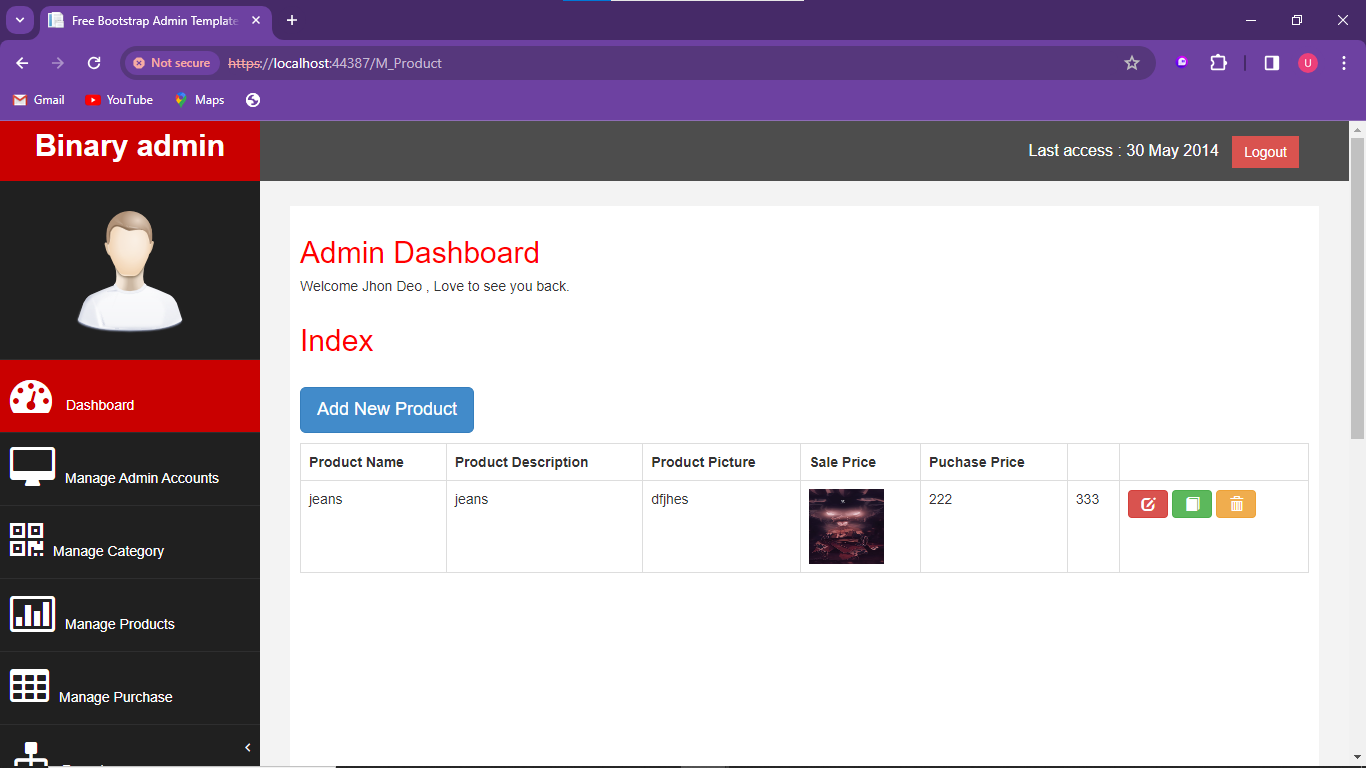 Free Bootstrap Admin Template
Not secure https://localhost:44387/M_Product
U
Gmail YouTube Maps
Binary admin
Last access : 30 May 2014 Logout
Admin Dashboard
Welcome Jhon Deo , Love to see you back.
Index
Add New Product
Product Name Product Description Product Picture Sale Price Puchase Price
jeans jeans dfjhes 222 333
Dashboard
Manage Admin Accounts
Manage Category
Manage Products
Manage Purchase